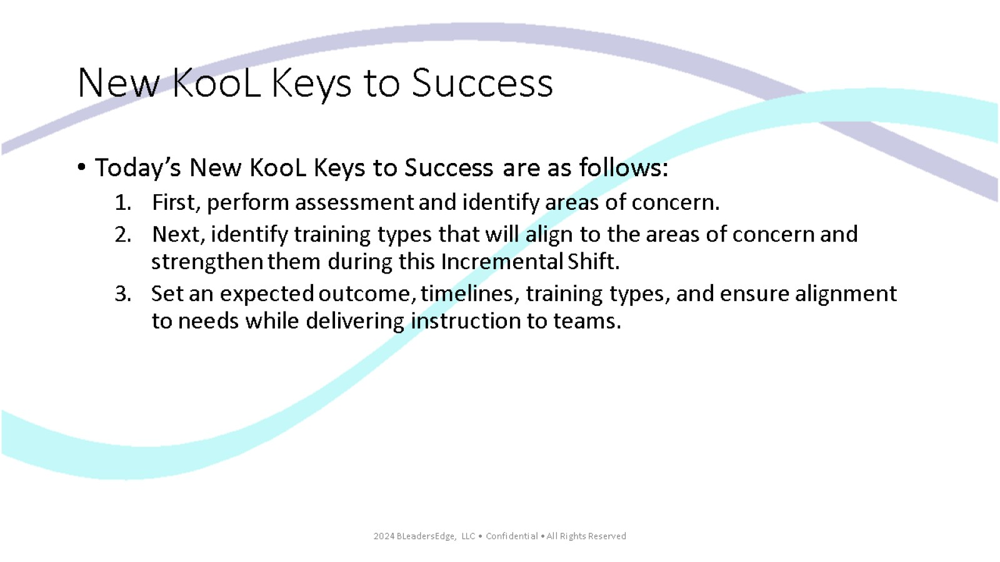 New KooL Keys to Success
• Today’s New KooL Keys to Success are as follows:
1. First, perform assessment and identify areas of concern.
2. Next, identify training types that will align to the areas of concern and
strengthen them during this Incremental Shift.
3. Set an expected outcome, timelines, training types, and ensure alignment
to needs while delivering instruction to teams.
2024 BLeadersEdge, LLC • Confidential • All Rights Reserved